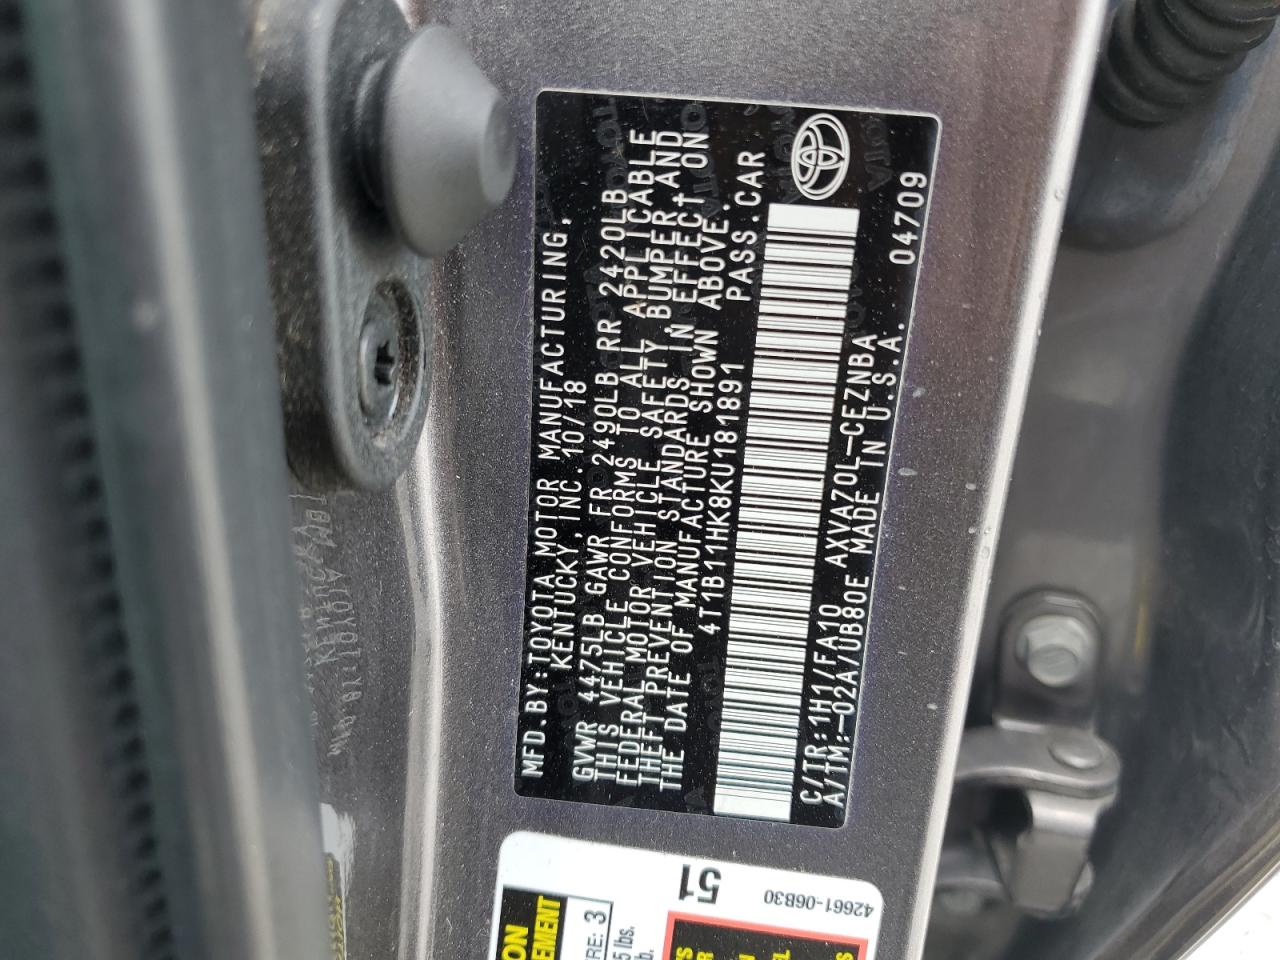 MFD.BY:TOYOTA MOTOR MANUFACTURING,
KENTUCKY, INC. 10/18
GVWR 4475LB GAWR FR 2490LB RR 2420LB
THIS VEHICLE CONFORMS TO ALL APPLICABLE
FEDERAL MOTOR VEHICLE SAFETY, BUMPER AND
THEFT PREVENTION STANDARDS IN EFFECT ON
THE DATE OF MANUFACTURE SHOWN ABOVE.
4T1B11HK8KU181891 PASS.CAR
C/TR:1H1/FA10 AXVA70L-CEZNBA
A/TM:-02A/UB80E MADE IN U.S.A. 04709
51
42661-06B30
3